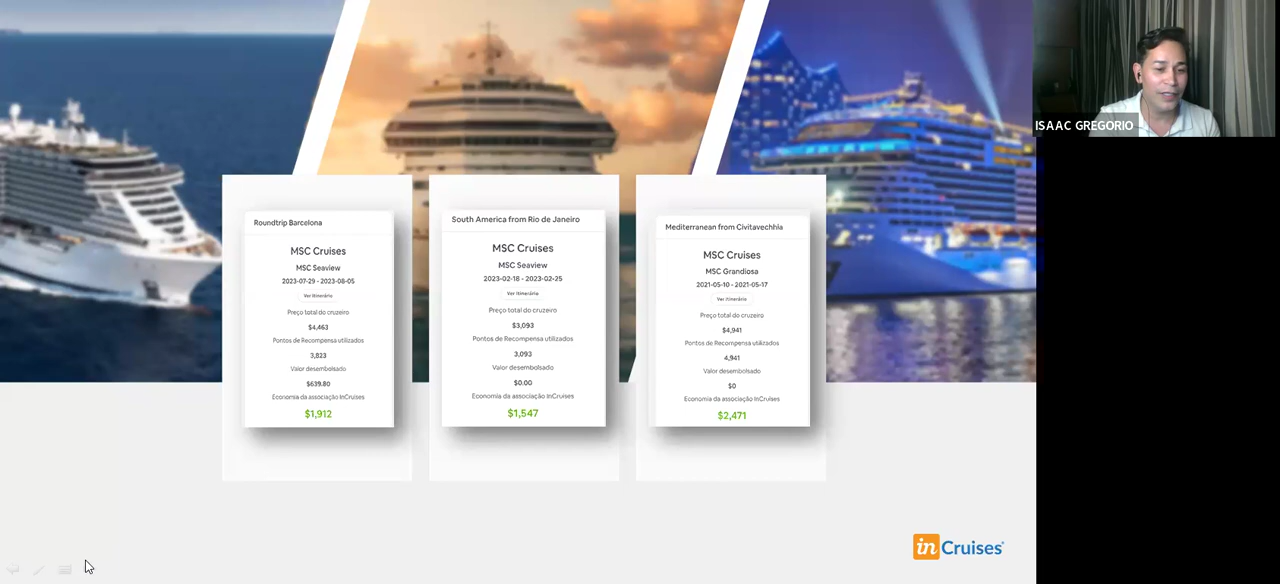 ISAAC GREGORIO
Roundtrip Barcelona
MSC Cruises
MSC Seaview
2023-07-29 - 2023-08-05
Ver Itinerário
Preço total do cruzeiro
$4,463
Pontos de Recompensa utilizados
3,823
Valor desembolsado
$639.80
Economia da associação InCruises
$1,912
South America from Rio de Janeiro
MSC Cruises
MSC Seaview
2023-02-18 - 2023-02-25
Ver Itinerário
Preço total do cruzeiro
$3,093
Pontos de Recompensa utilizados
3,093
Valor desembolsado
$0.00
Economia da associação InCruises
$1,547
Mediterranean from Civitavechhia
MSC Cruises
MSC Grandiosa
2021-05-10 - 2021-05-17
Ver Itinerário
Preço total do cruzeiro
$4,941
Pontos de Recompensa utilizados
4,941
Valor desembolsado
$0
Economia da associação InCruises
$2,471
inCruises